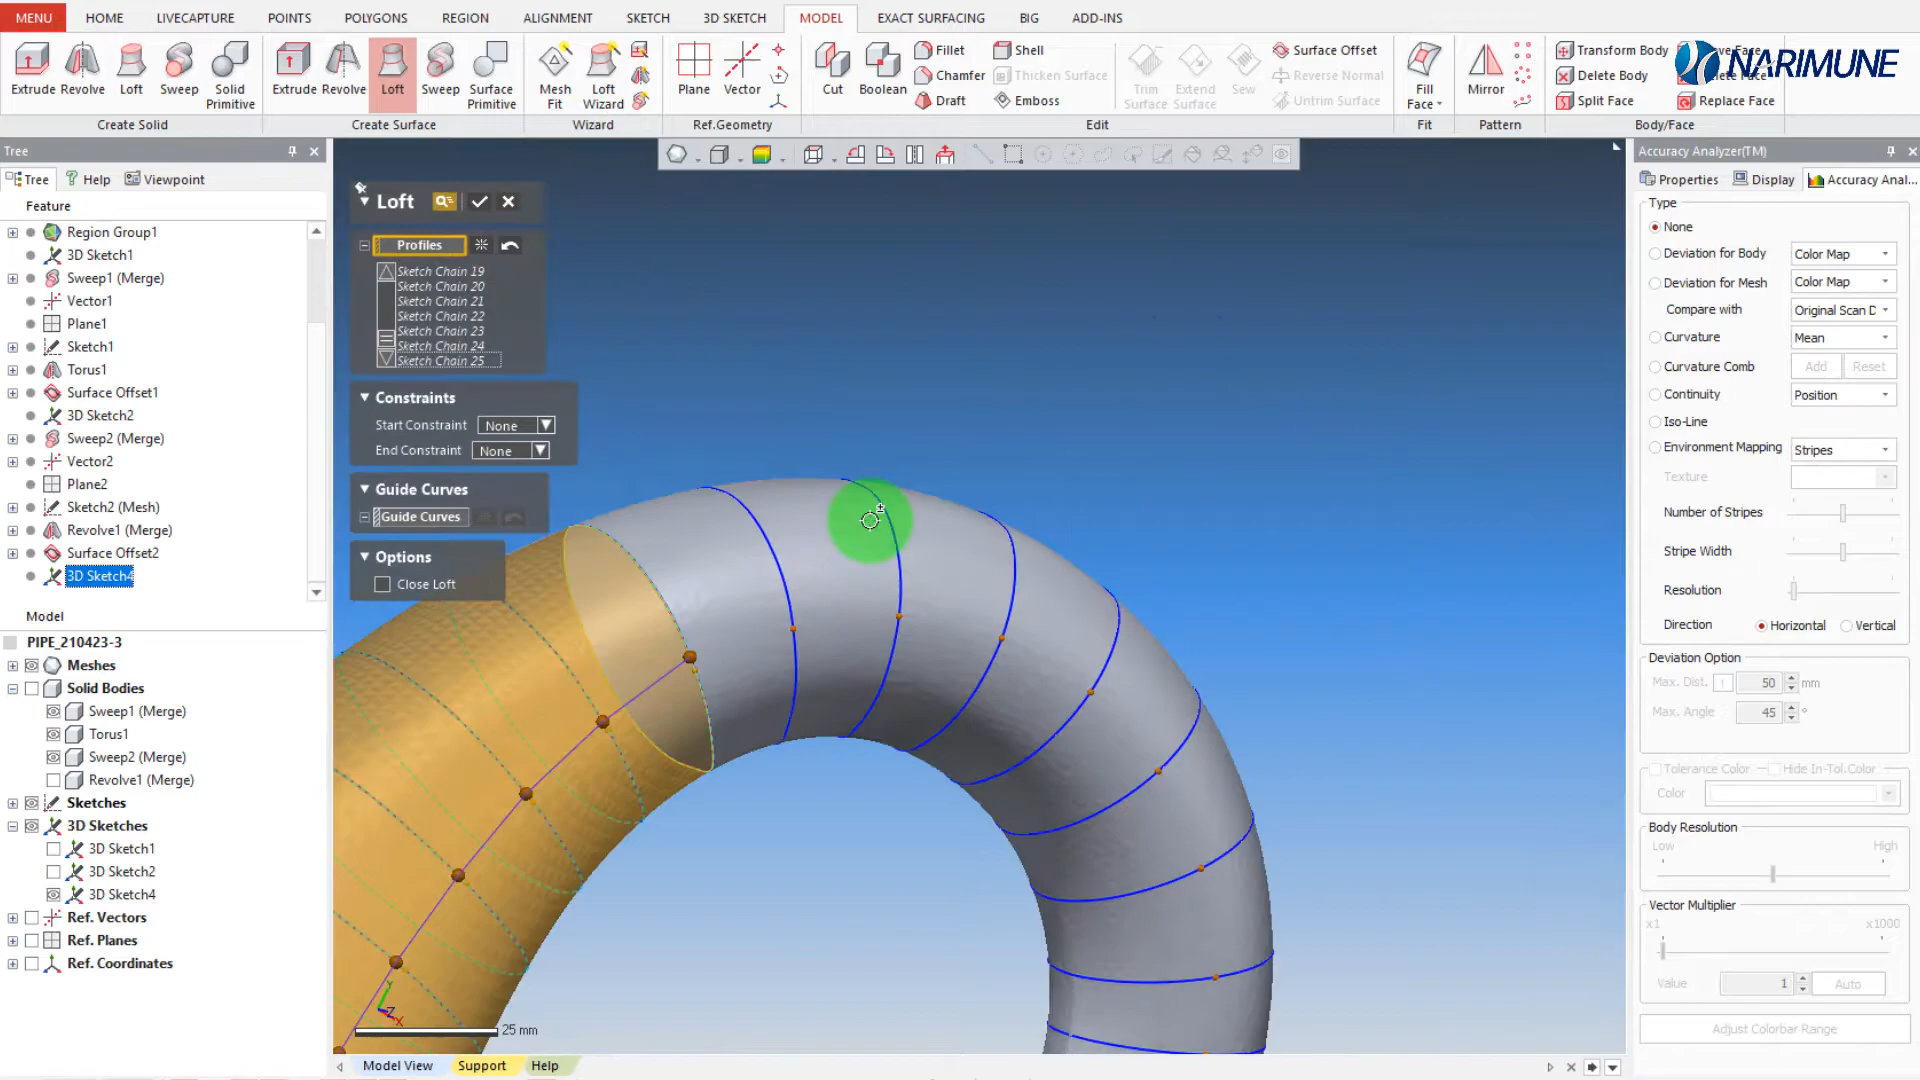 MENU HOME LIVECAPTURE POINTS POLYGONS REGION ALIGNMENT SKETCH 3D SKETCH MODEL EXACT SURFACING BIG ADD-INS
Extrude Revolve Loft Sweep Solid Primitive
Create Solid
Extrude Revolve Loft Sweep Surface Primitive
Create Surface
Mesh Fit Loft Wizard
Wizard
Plane Vector
Ref.Geometry
Cut Boolean
Fillet
Chamfer
Draft
Shell
Thicken Surface
Emboss
Trim Surface Extend Surface Sew
Surface Offset
Reverse Normal
Untrim Surface
Edit
Fill Face
Fit
Mirror
Pattern
Transform Body
Delete Body
Split Face
Replace Face
Body/Face
NARIMUNE
Tree
Tree Help Viewpoint
Feature
Region Group1
3D Sketch1
Sweep1 (Merge)
Vector1
Plane1
Sketch1
Torus1
Surface Offset1
3D Sketch2
Sweep2 (Merge)
Vector2
Plane2
Sketch2 (Mesh)
Revolve1 (Merge)
Surface Offset2
3D Sketch4
Model
PIPE_210423-3
Meshes
Solid Bodies
Sweep1 (Merge)
Torus1
Sweep2 (Merge)
Revolve1 (Merge)
Sketches
3D Sketches
3D Sketch1
3D Sketch2
3D Sketch4
Ref. Vectors
Ref. Planes
Ref. Coordinates
Loft
Profiles
Sketch Chain 19
Sketch Chain 20
Sketch Chain 21
Sketch Chain 22
Sketch Chain 23
Sketch Chain 24
Sketch Chain 25
Constraints
Start Constraint None
End Constraint None
Guide Curves
Guide Curves
Options
Close Loft
Y
Z
X
25 mm
Model View Support Help
Accuracy Analyzer(TM)
Properties Display Accuracy Anal...
Type
None
Deviation for Body Color Map
Deviation for Mesh Color Map
Compare with Original Scan D
Curvature Mean
Curvature Comb Add Reset
Continuity Position
Iso-Line
Environment Mapping Stripes
Texture
Number of Stripes
Stripe Width
Resolution
Direction Horizontal Vertical
Deviation Option
Max. Dist. 50 mm
Max. Angle 45 °
Tolerance Color Hide In-Tol.Color
Color
Body Resolution
Low High
Vector Multiplier
x1 x1000
Value 1 Auto
Adjust Colorbar Range